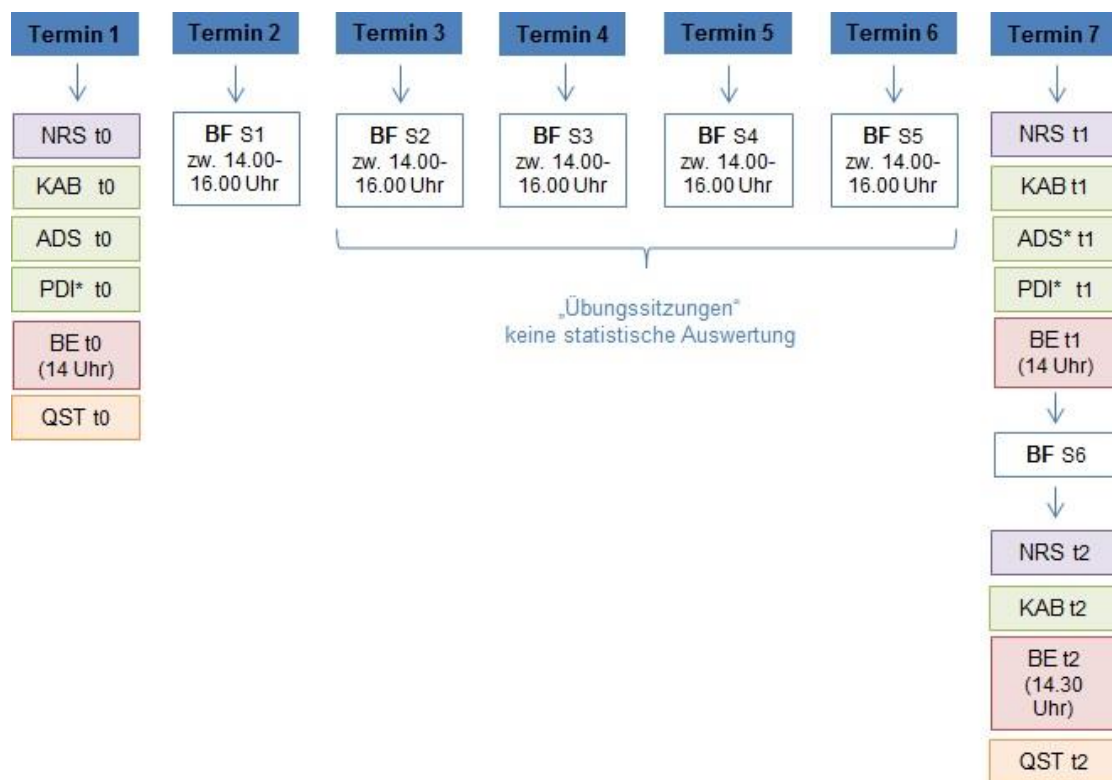 Termin 1
Termin 2
Termin 3
Termin 4
Termin 5
Termin 6
Termin 7
NRS t0
KAB t0
ADS t0
PDI* t0
BE t0
(14 Uhr)
QST t0
BF S1
zw. 14.00-
16.00 Uhr
BF S2
zw. 14.00-
16.00 Uhr
BF S3
zw. 14.00-
16.00 Uhr
BF S4
zw. 14.00-
16.00 Uhr
BF S5
zw. 14.00-
16.00 Uhr
„Übungssitzungen“
keine statistische Auswertung
NRS t1
KAB t1
ADS* t1
PDI* t1
BE t1
(14 Uhr)
BF S6
NRS t2
KAB t2
BE t2
(14.30
Uhr)
QST t2